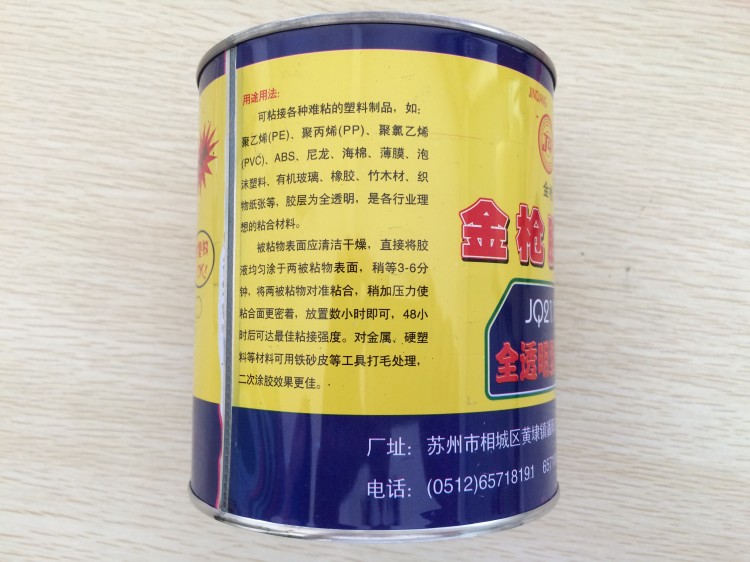 用途用法:
可粘接各种难粘的塑料制品，如:
聚乙烯(PE)、聚丙烯(PP)、聚氯乙烯
(PVC)、ABS、尼龙、海棉、薄膜、泡
沫塑料、有机玻璃、橡胶、竹木材、织
物纸张等，胶层为全透明，是各行业理
想的粘合材料。
被粘物表面应清洁干燥，直接将胶
液均匀涂于两被粘物表面，稍等3-6分
钟，将两被粘物对准粘合，稍加压力使
粘合面更密着，放置数小时即可，48小
时后可达最佳粘接强度。对金属、硬塑
料等材料可用铁砂皮等工具打毛处理，
二次涂胶效果更佳。
金枪
JQ21
全透明
厂址：苏州市相城区黄埭镇
电话：(0512)65718191 657